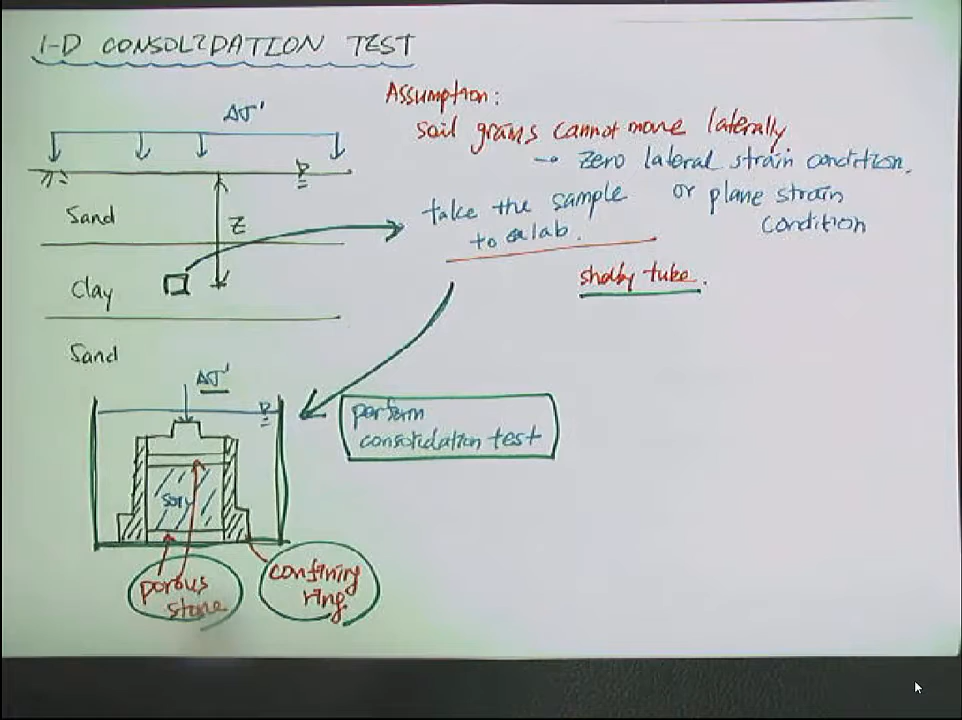 1-D CONSOLIDATION TEST
Δσ'
Assumption:
soil grains cannot move laterally
→ zero lateral strain condition.
or plane strain
condition
Sand
z
take the sample
to a lab.
Clay
shelby tube.
Sand
Δσ'
perform
consolidation test
Soil
porous
stone
confining
ring